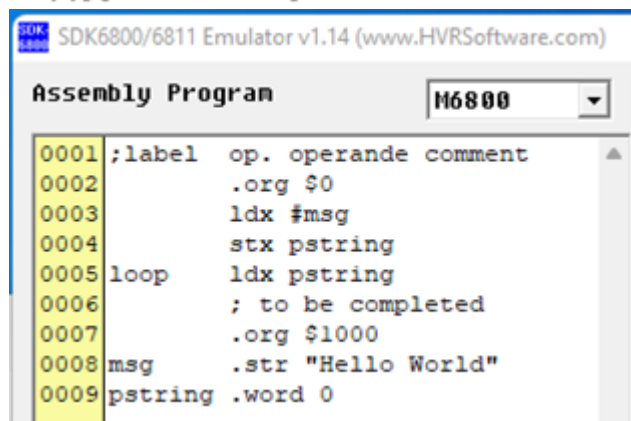 SDK-6800 SDK6800/6811 Emulator v1.14 (www.HVRSoftware.com)
Assembly Program M6800
0001 ;label op. operande comment
0002 .org $0
0003 ldx #msg
0004 stx pstring
0005 loop ldx pstring
0006 ; to be completed
0007 .org $1000
0008 msg .str "Hello World"
0009 pstring .word 0